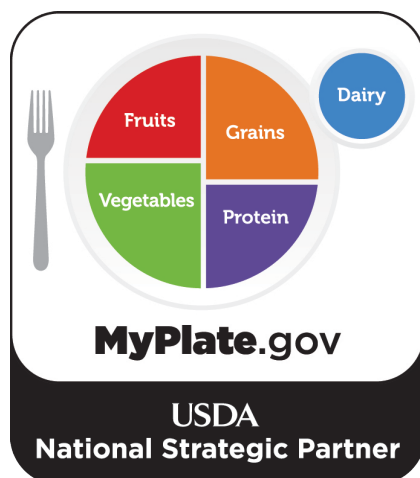 Dairy
Fruits
Grains
Vegetables
Protein
MyPlate.gov
USDA
National Strategic Partner